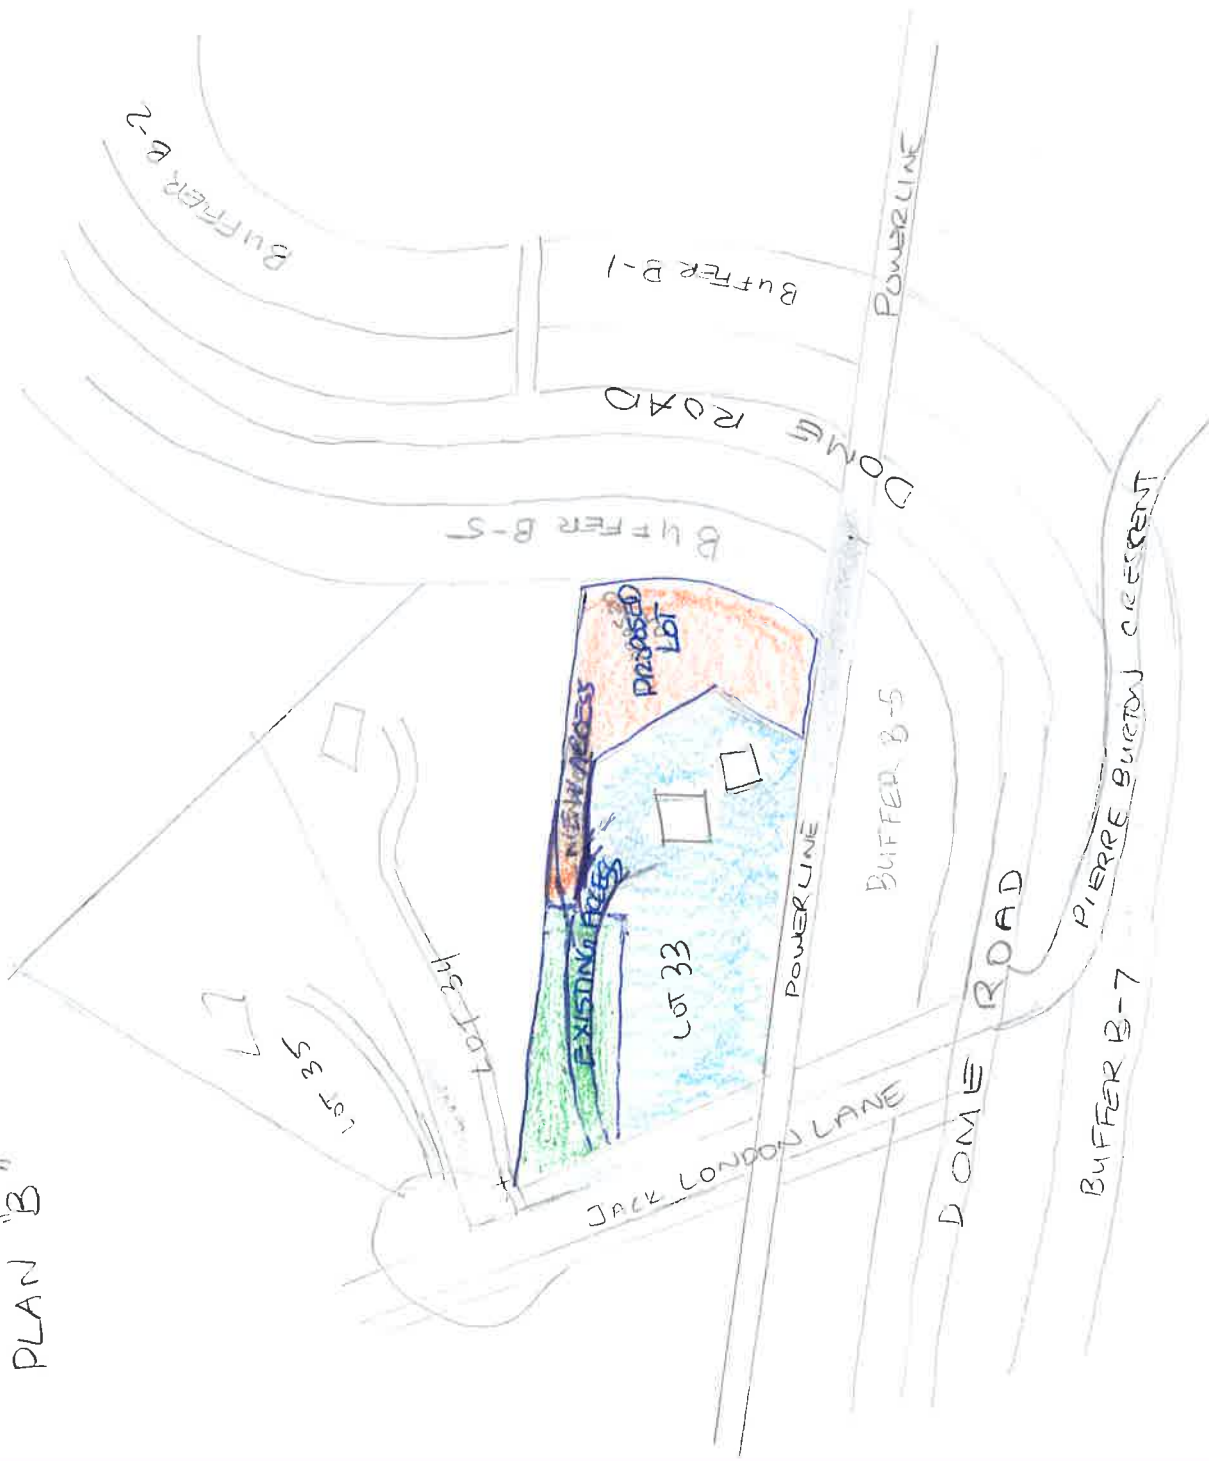 PLAN "B"
BUFFER B-2
BUFFER B-1
POWERLINE
DOME ROAD
BUFFER B-5
PROPOSED
LOT
NEW ACCESS
EXISTING ACCESS
LOT 33
LOT 34
LOT 35
POWERLINE
BUFFER B-5
JACK LONDON LANE
DOME ROAD
PIERRE BURTON CRESCENT
BUFFER B-7